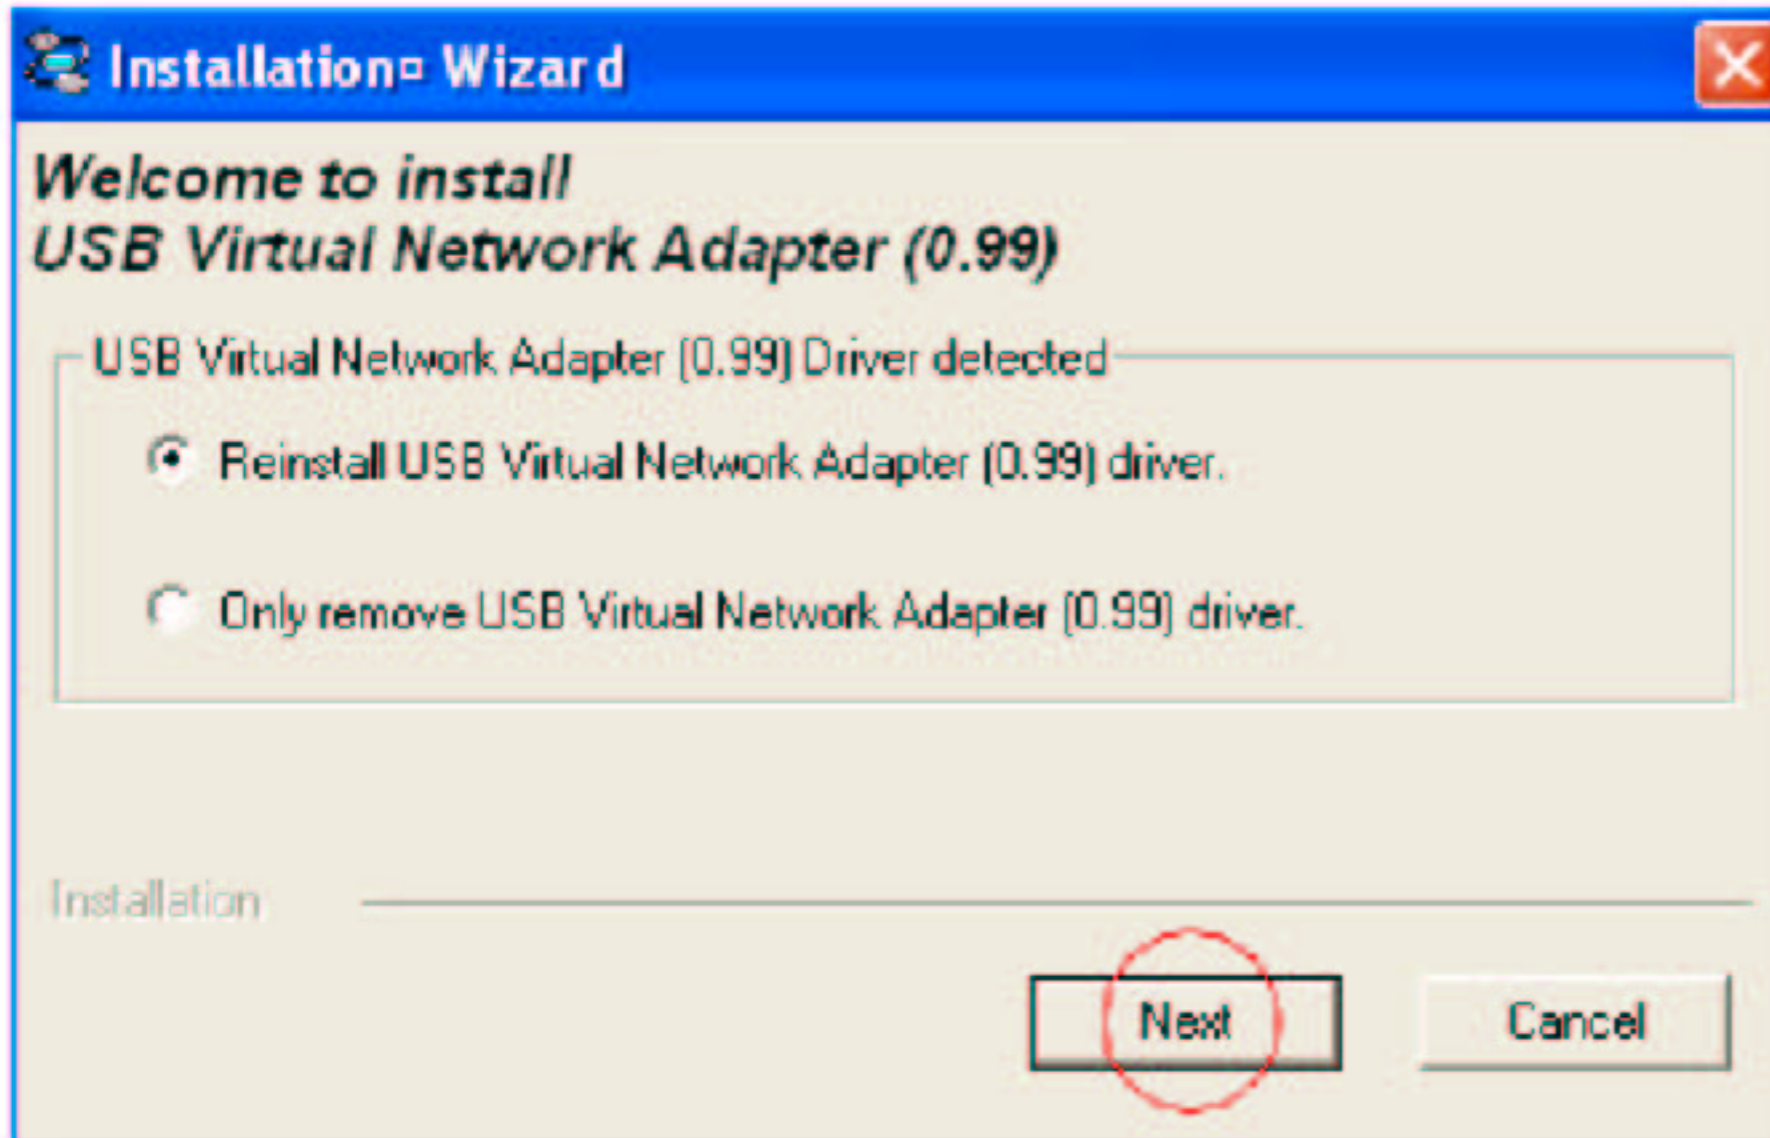 Installation¤ Wizard
Welcome to install
USB Virtual Network Adapter (0.99)
USB Virtual Network Adapter (0.99) Driver detected
Reinstall USB Virtual Network Adapter (0.99) driver.
Only remove USB Virtual Network Adapter (0.99) driver.
Installation
Next Cancel